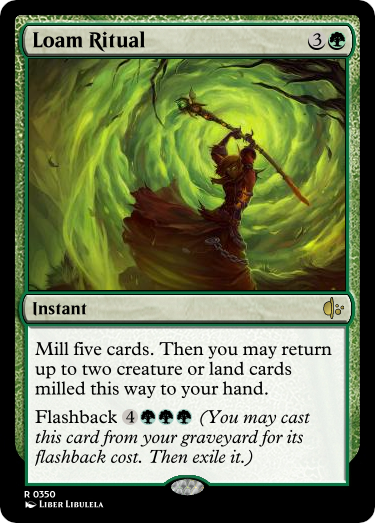 Loam Ritual 3
Instant
Mill five cards. Then you may return
up to two creature or land cards
milled this way to your hand.
Flashback 4 (You may cast
this card from your graveyard for its
flashback cost. Then exile it.)
R 0350
Liber Libulela